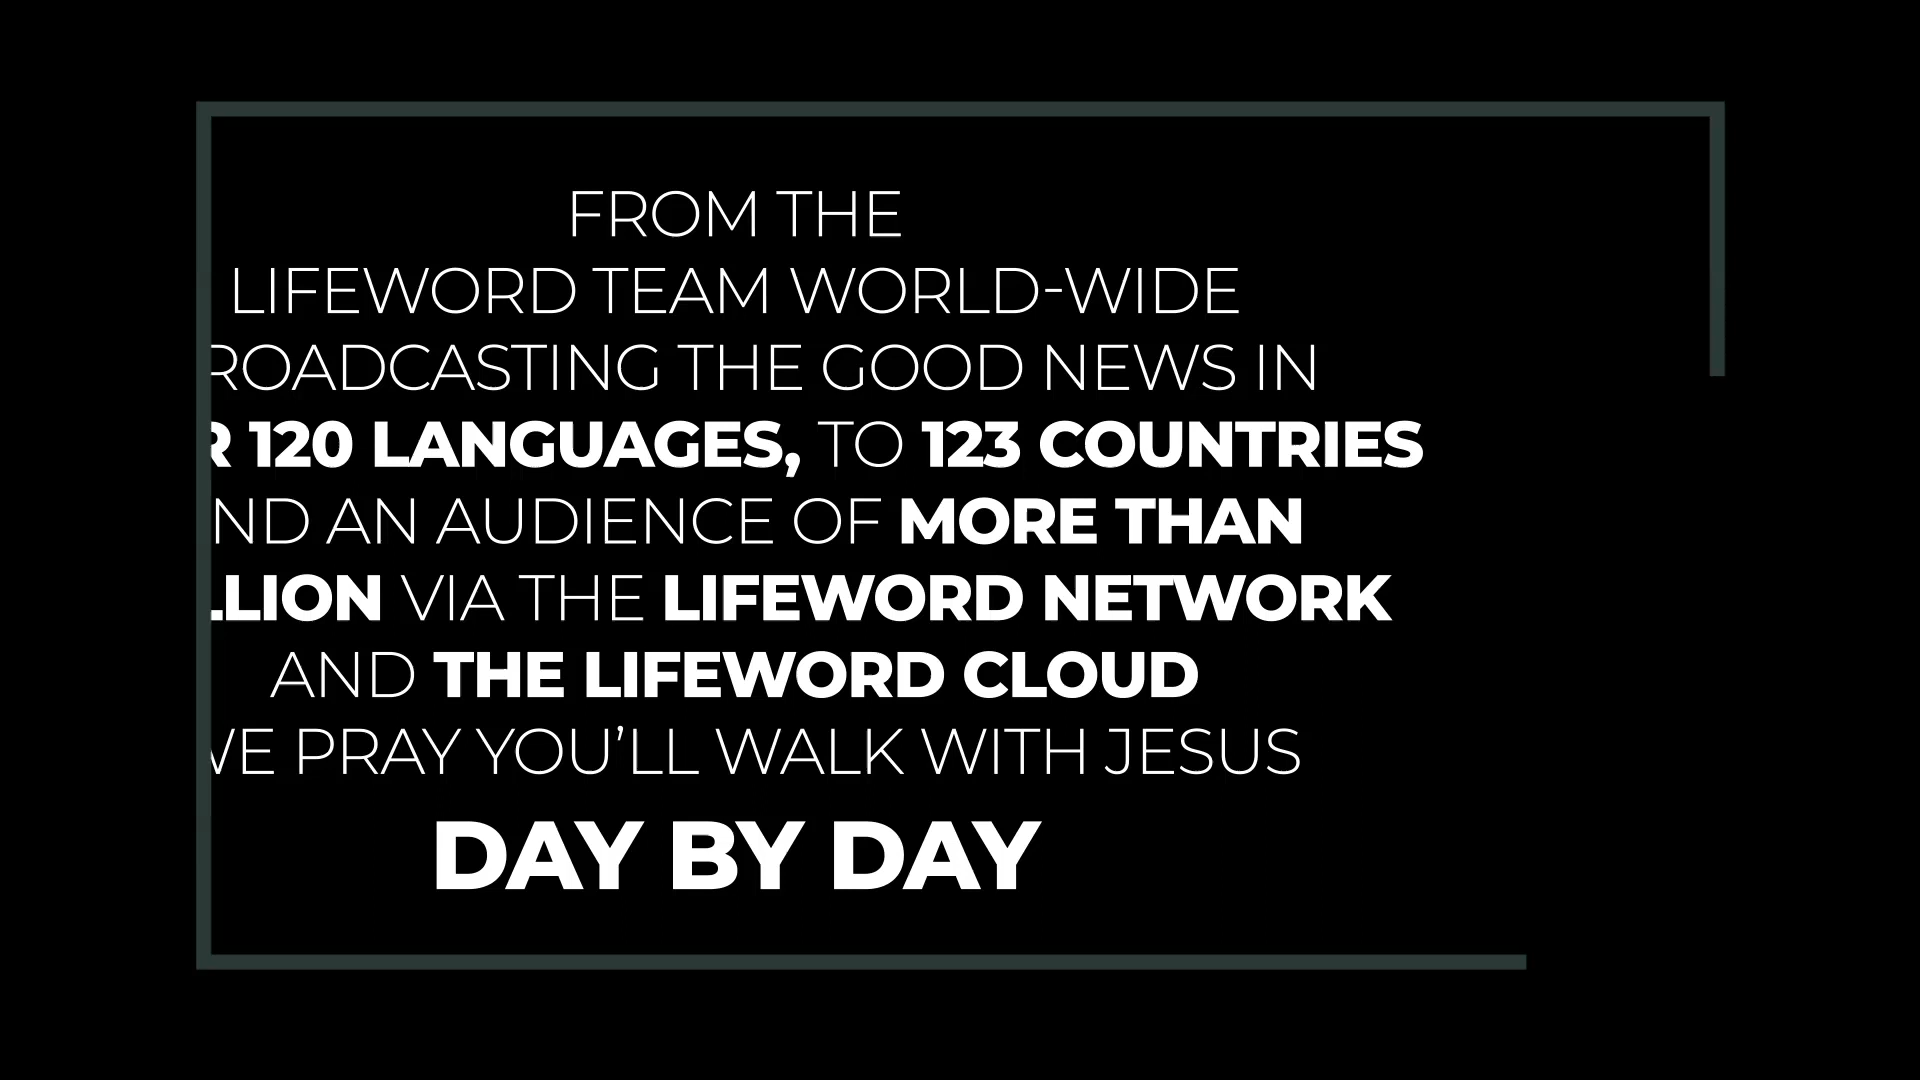 FROM THE
LIFEWORD TEAM WORLD-WIDE
ROADCASTING THE GOOD NEWS IN
R 120 LANGUAGES, TO 123 COUNTRIES
ND AN AUDIENCE OF MORE THAN
LLION VIA THE LIFEWORD NETWORK
AND THE LIFEWORD CLOUD
WE PRAY YOU’LL WALK WITH JESUS
DAY BY DAY